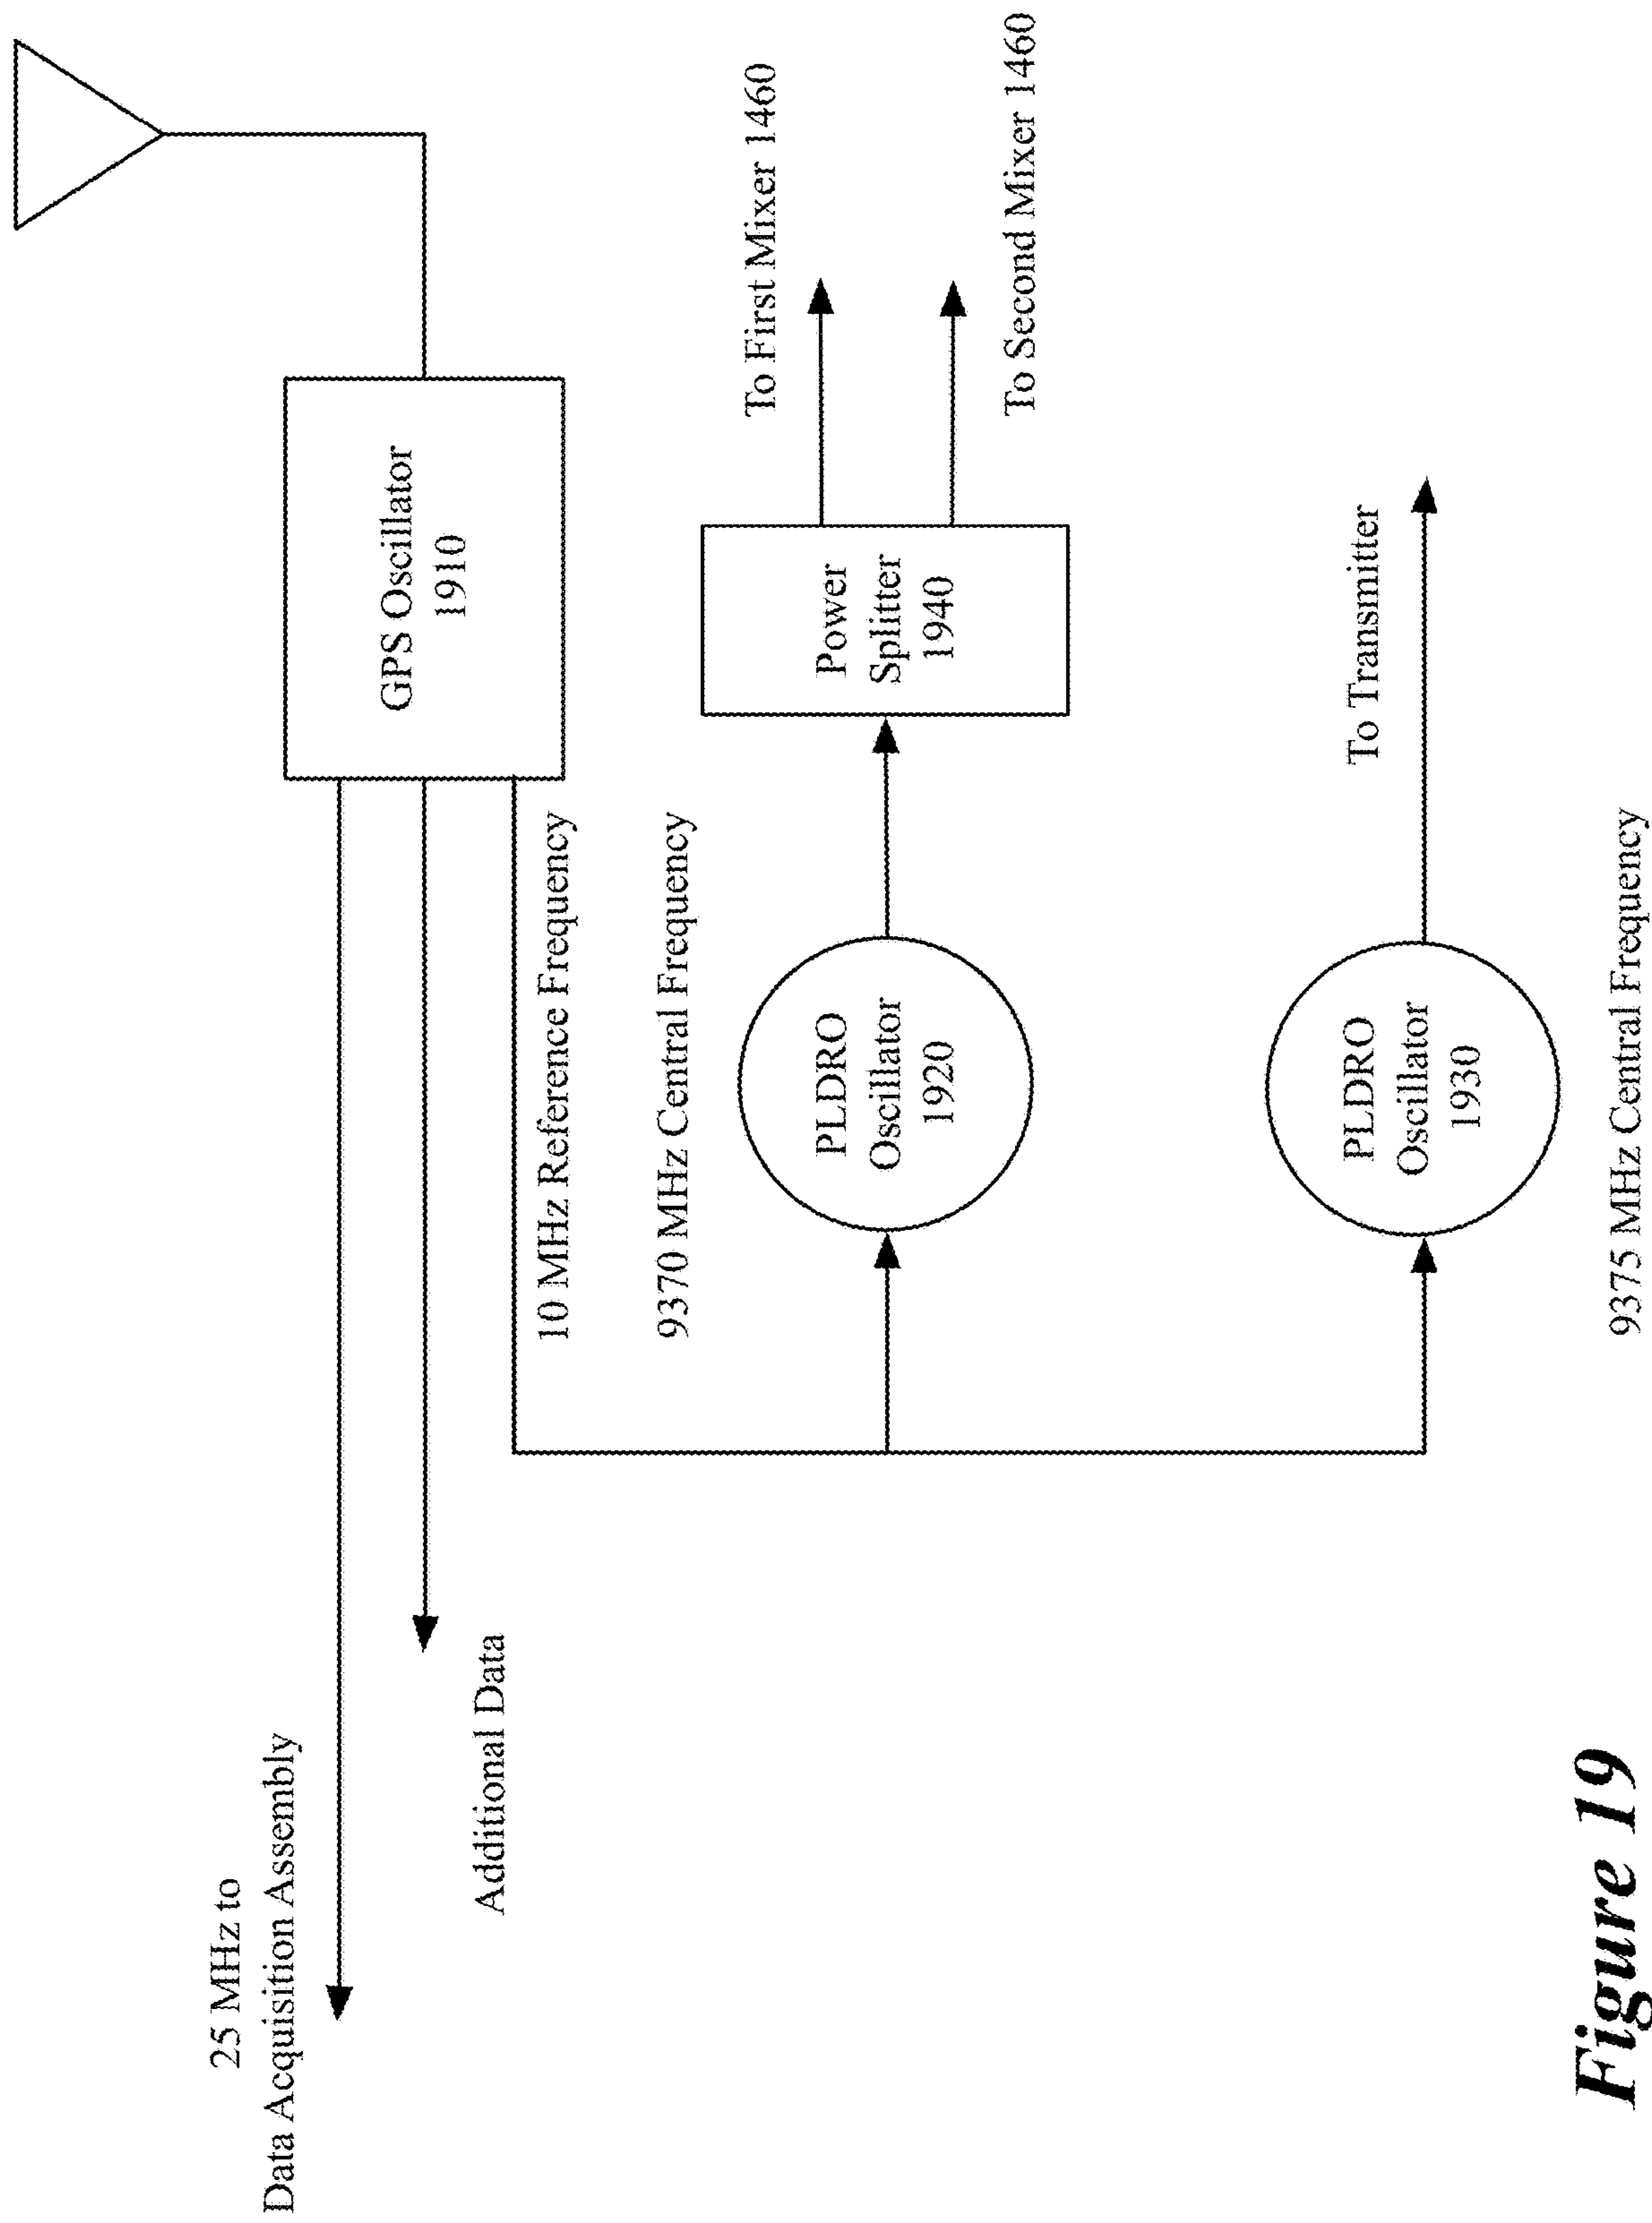 25 MHz to
Data Acquisition Assembly
Additional Data
GPS Oscillator
1910
10 MHz Reference Frequency
9370 MHz Central Frequency
PLDRO
Oscillator
1920
Power
Splitter
1940
To First Mixer 1460
To Second Mixer 1460
PLDRO
Oscillator
1930
To Transmitter
9375 MHz Central Frequency
Figure 19